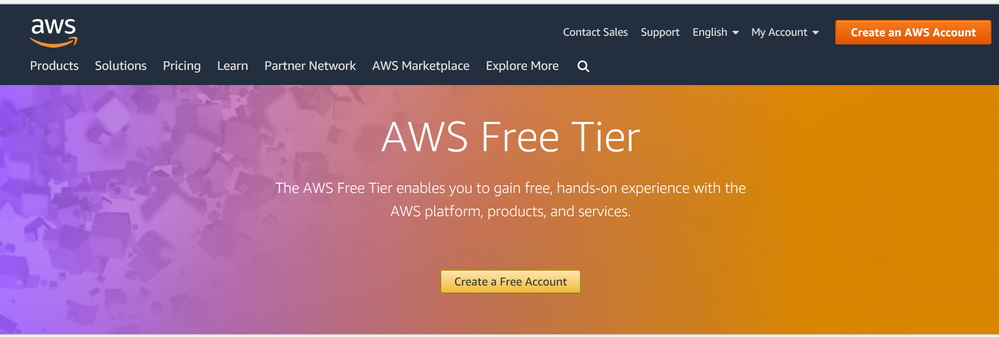 aws
Contact Sales Support English My Account Create an AWS Account
Products Solutions Pricing Learn Partner Network AWS Marketplace Explore More
AWS Free Tier
The AWS Free Tier enables you to gain free, hands-on experience with the
AWS platform, products, and services.
Create a Free Account